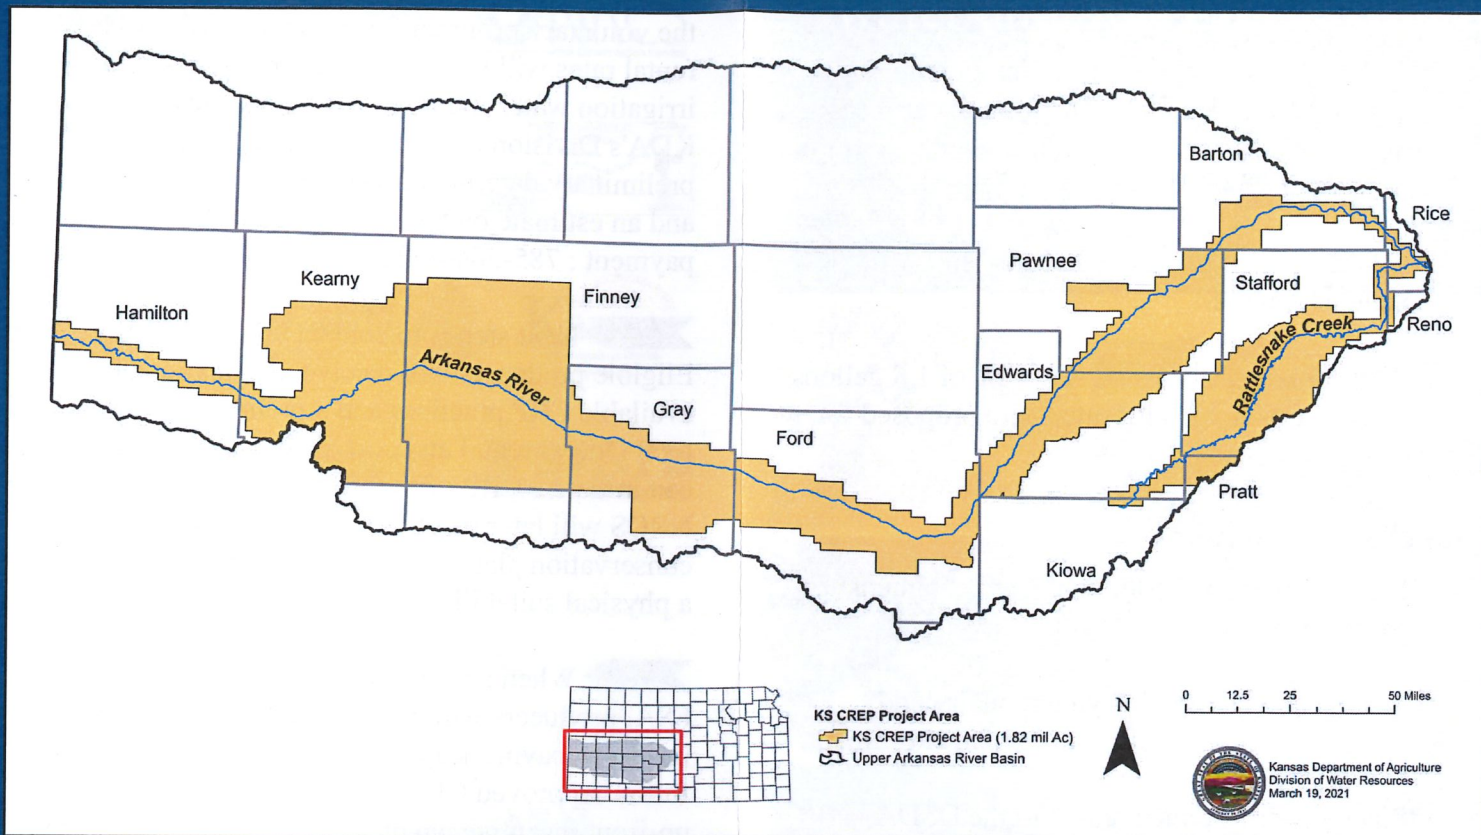 Barton
Rice
Pawnee
Kearny
Stafford
Finney
Hamilton
Reno
Rattlesnake Creek
Arkansas River
Edwards
Gray
Ford
Pratt
Kiowa
KS CREP Project Area
KS CREP Project Area (1.82 mil Ac)
Upper Arkansas River Basin
N
0 12.5 25 50 Miles
Kansas Department of Agriculture
Division of Water Resources
March 19, 2021